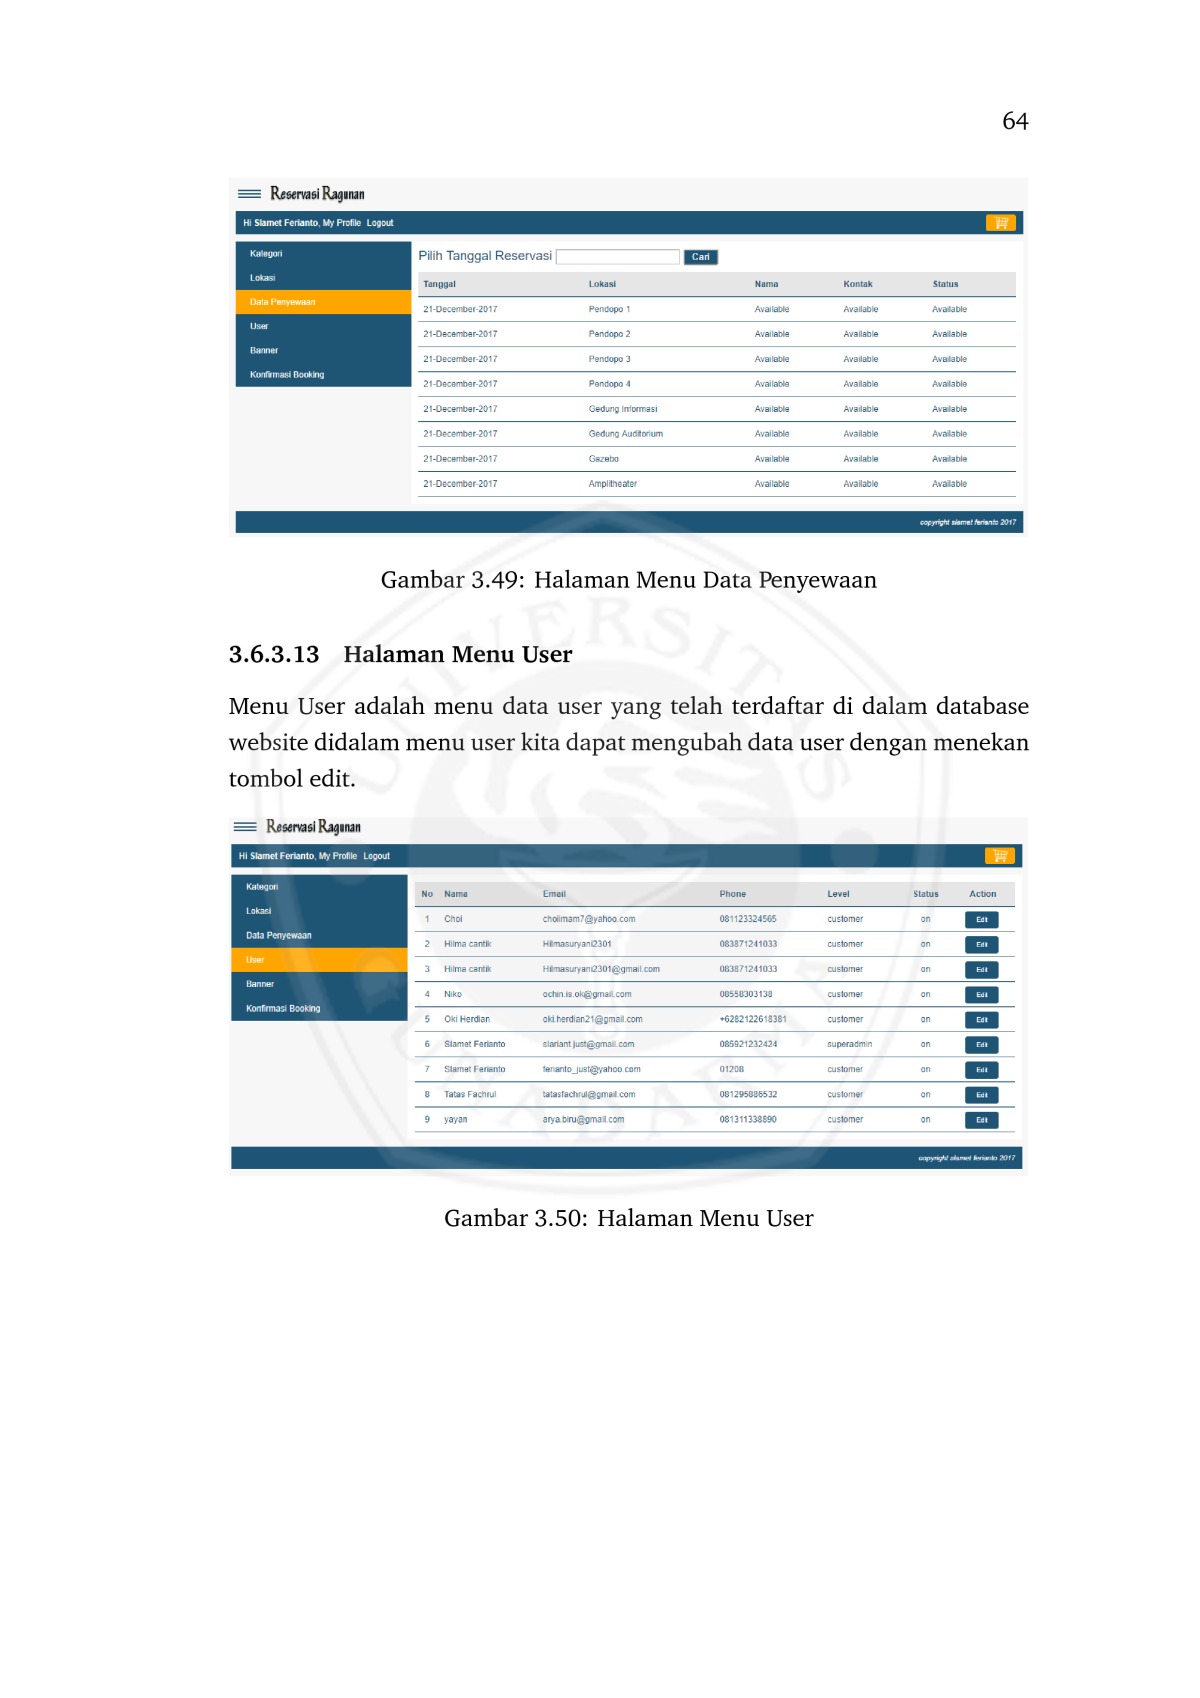 64
Reservasi Ragunan
Hi Slamet Ferianto, My Profile Logout
Kategori
Lokasi
Data Penyewaan
User
Banner
Konfirmasi Booking
Pilih Tanggal Reservasi Cari
Tanggal Lokasi Nama Kontak Status
21-December-2017 Pendopo 1 Available Available Available
21-December-2017 Pendopo 2 Available Available Available
21-December-2017 Pendopo 3 Available Available Available
21-December-2017 Pendopo 4 Available Available Available
21-December-2017 Gedung Informasi Available Available Available
21-December-2017 Gedung Auditorium Available Available Available
21-December-2017 Gazebo Available Available Available
21-December-2017 Amplitheater Available Available Available
copyright slamet ferianto 2017
Gambar 3.49: Halaman Menu Data Penyewaan
3.6.3.13 Halaman Menu User
Menu User adalah menu data user yang telah terdaftar di dalam database
website didalam menu user kita dapat mengubah data user dengan menekan
tombol edit.
Reservasi Ragunan
Hi Slamet Ferianto, My Profile Logout
Kategori
Lokasi
Data Penyewaan
User
Banner
Konfirmasi Booking
No Nama Email Phone Level Status Action
1 Choi cholimam7@yahoo.com 081123324565 customer on Edit
2 Hilma cantik Hilmasuryani2301 083871241033 customer on Edit
3 Hilma cantik Hilmasuryani2301@gmail.com 083871241033 customer on Edit
4 Niko ochin.is.ok@gmail.com 08558303138 customer on Edit
5 Oki Herdian oki.herdian21@gmail.com +6282122618381 customer on Edit
6 Slamet Ferianto slariant.just@gmail.com 085921232424 superadmin on Edit
7 Slamet Ferianto ferianto_just@yahoo.com 01208 customer on Edit
8 Tatas Fachrul tatasfachrul@gmail.com 081295886532 customer on Edit
9 yayan arya.biru@gmail.com 081311338890 customer on Edit
copyright slamet ferianto 2017
Gambar 3.50: Halaman Menu User
UNIVERSITAS
GUNADARMA